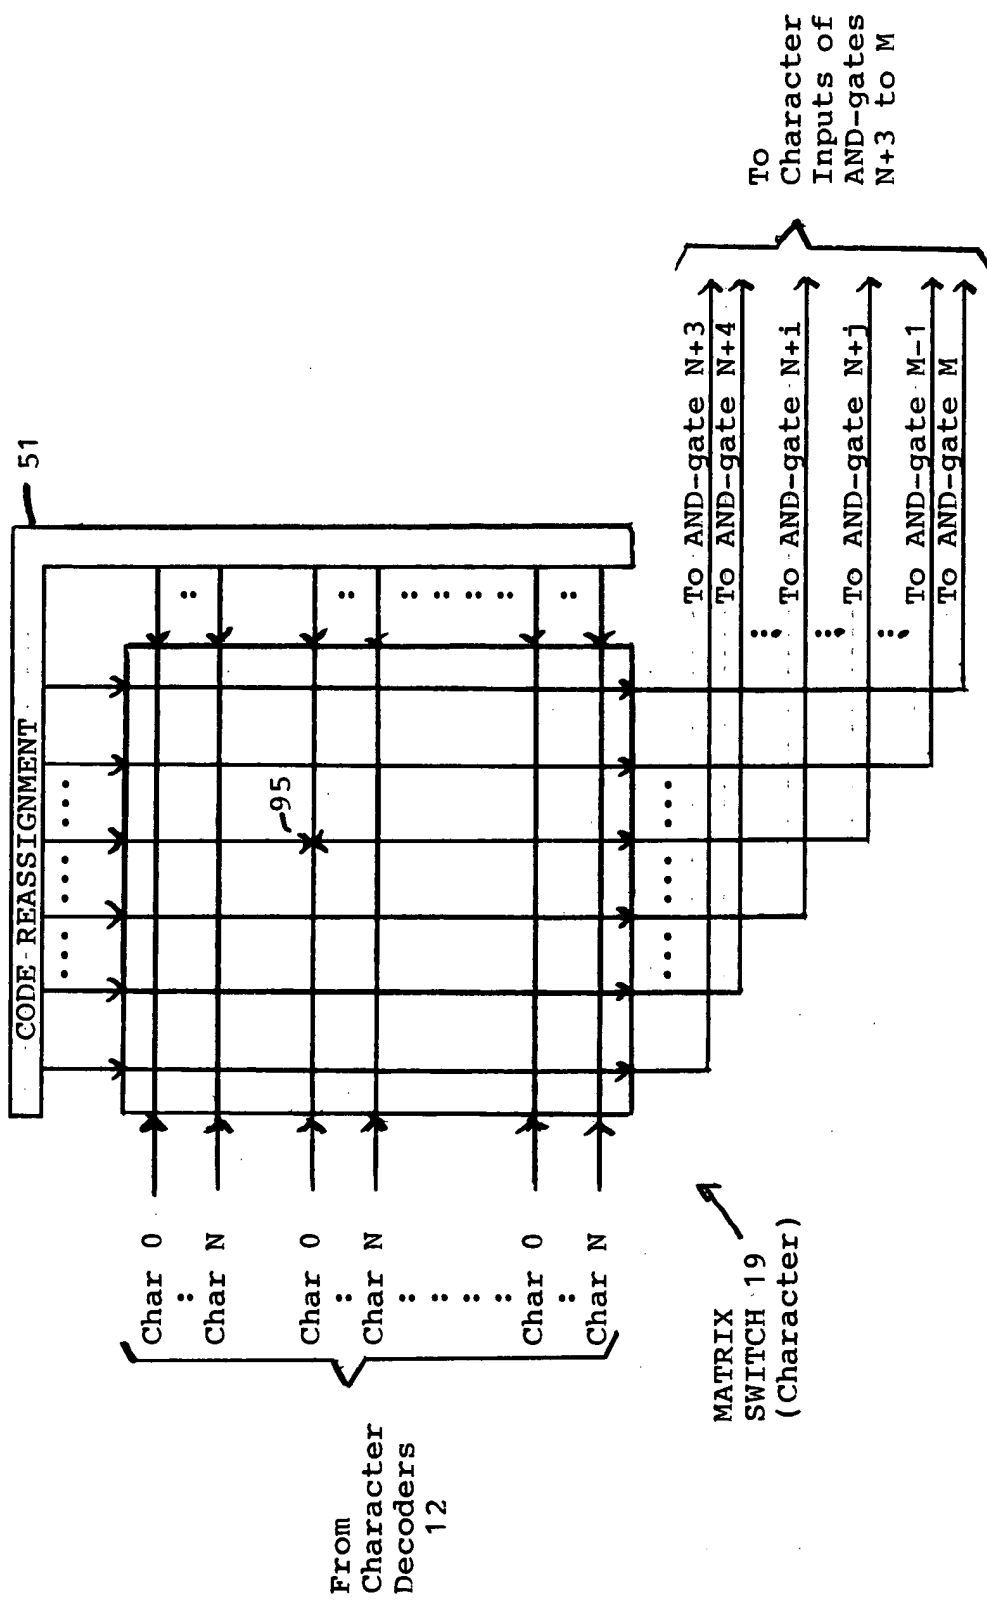 CODE REASSIGNMENT
51
From
Character
Decoders
12
Char 0
Char N
Char 0
Char N
Char 0
Char N
95
To AND-gate N+3
To AND-gate N+4
To AND-gate N+i
To AND-gate N+j
To AND-gate M-1
To AND-gate M
To
Character
Inputs of
AND-gates
N+3 to M
MATRIX
SWITCH 19
(Character)